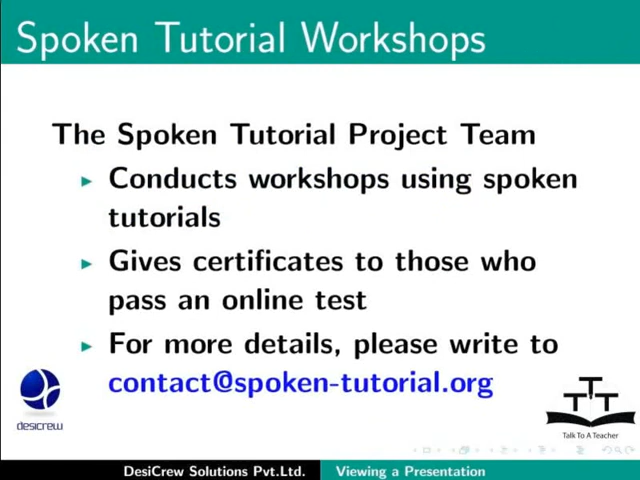 Spoken Tutorial Workshops
The Spoken Tutorial Project Team
Conducts workshops using spoken
tutorials
Gives certificates to those who
pass an online test
For more details, please write to
contact@spoken-tutorial.org
desicrew
TTT
Talk To A Teacher
DesiCrew Solutions Pvt.Ltd.
Viewing a Presentation